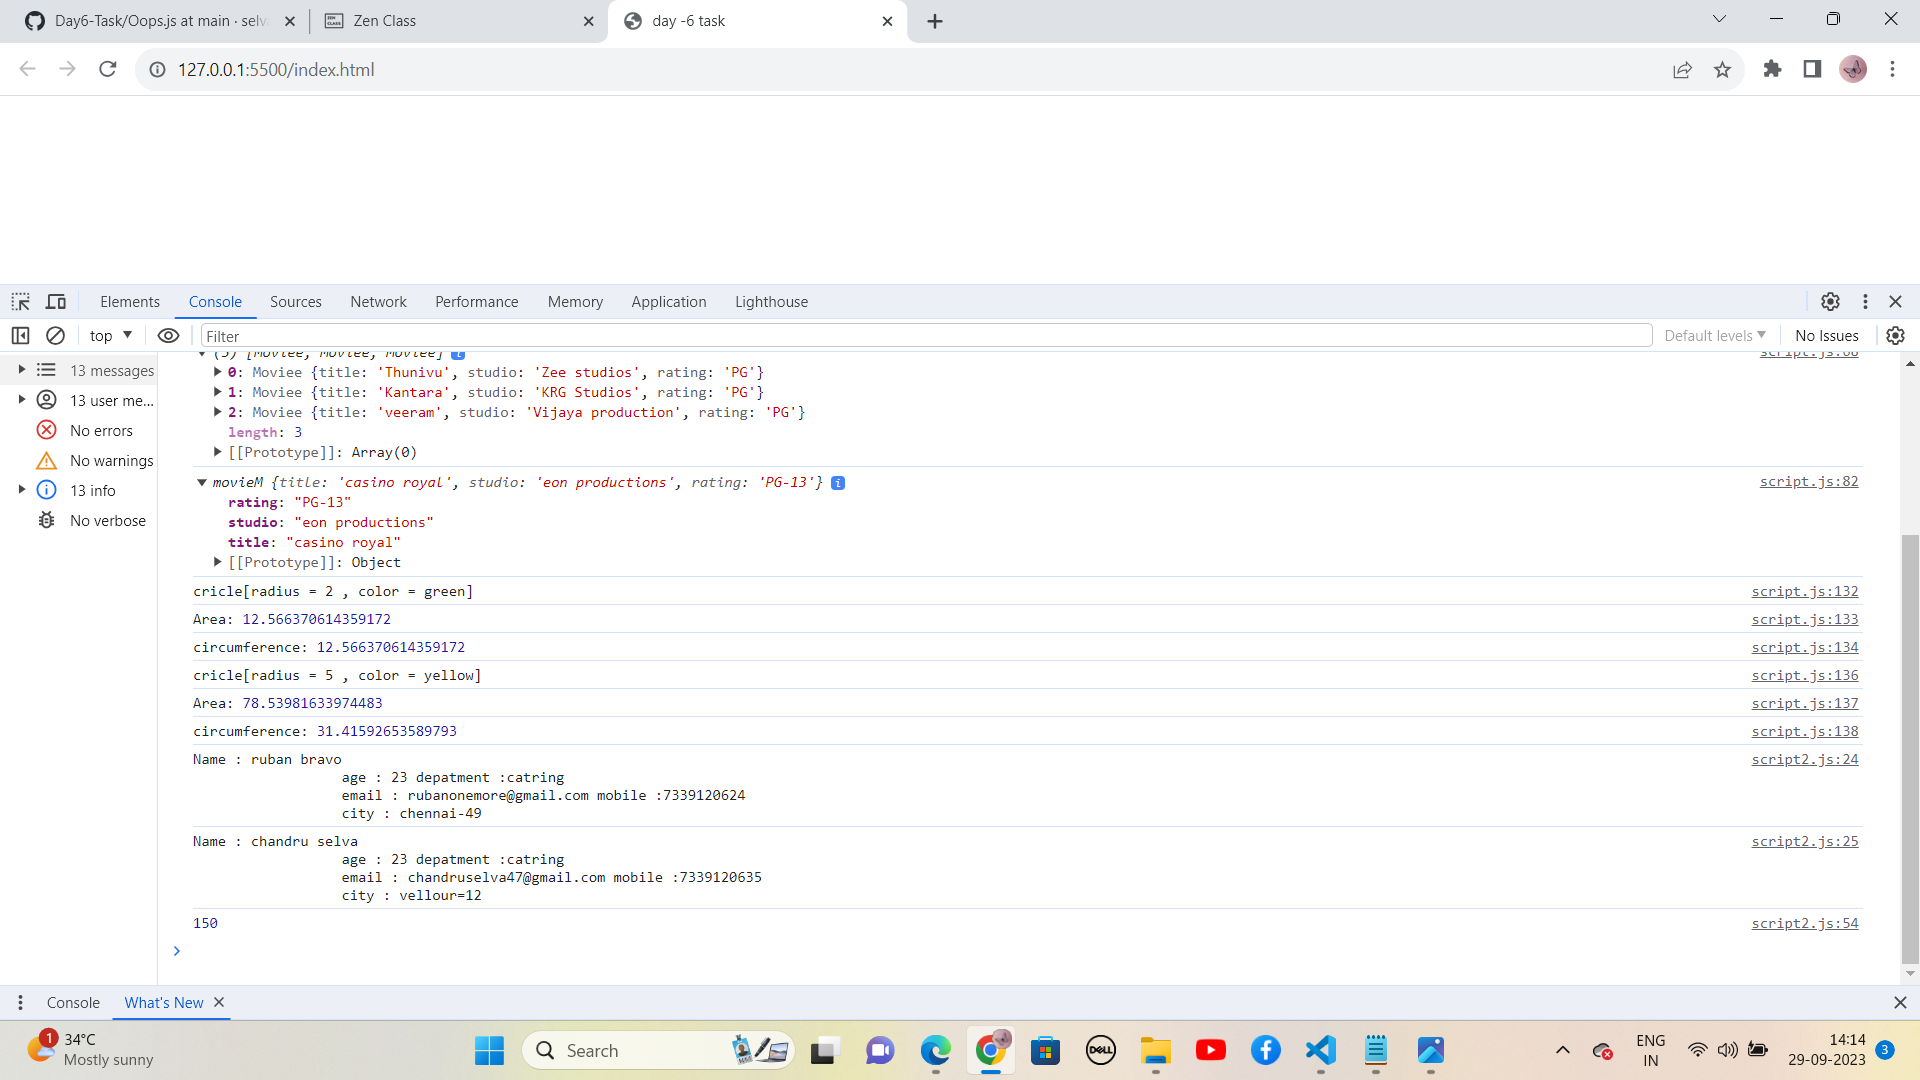 Day6-Task/Oops.js at main · selv
Zen Class
day -6 task
127.0.0.1:5500/index.html
Elements Console Sources Network Performance Memory Application Lighthouse
top Filter Default levels No Issues
13 messages
13 user me...
No errors
No warnings
13 info
No verbose
(3) [Moviee, Moviee, Moviee] script.js:68
0: Moviee {title: 'Thunivu', studio: 'Zee studios', rating: 'PG'}
1: Moviee {title: 'Kantara', studio: 'KRG Studios', rating: 'PG'}
2: Moviee {title: 'veeram', studio: 'Vijaya production', rating: 'PG'}
length: 3
[[Prototype]]: Array(0)
movieM {title: 'casino royal', studio: 'eon productions', rating: 'PG-13'} i script.js:82
rating: "PG-13"
studio: "eon productions"
title: "casino royal"
[[Prototype]]: Object
cricle[radius = 2 , color = green] script.js:132
Area: 12.566370614359172 script.js:133
circumference: 12.566370614359172 script.js:134
cricle[radius = 5 , color = yellow] script.js:136
Area: 78.53981633974483 script.js:137
circumference: 31.41592653589793 script.js:138
Name : ruban bravo script2.js:24
age : 23 depatment :catring
email : rubanonemore@gmail.com mobile :7339120624
city : chennai-49
Name : chandru selva script2.js:25
age : 23 depatment :catring
email : chandruselva47@gmail.com mobile :7339120635
city : vellour=12
150 script2.js:54
Console What's New
1 34°C
Mostly sunny
Search
DELL
ENG
IN
14:14
29-09-2023
3